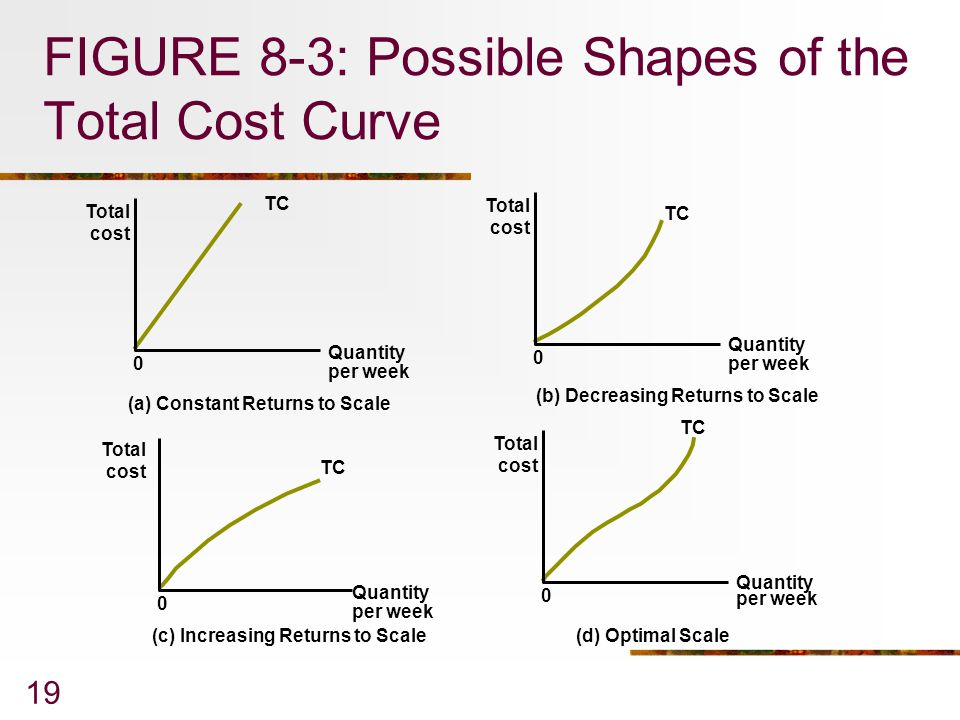 FIGURE 8-3: Possible Shapes of the
Total Cost Curve
Total
cost
TC
0
Quantity
per week
(a) Constant Returns to Scale
Total
cost
TC
0
Quantity
per week
(b) Decreasing Returns to Scale
Total
cost
TC
0
Quantity
per week
(c) Increasing Returns to Scale
Total
cost
TC
0
Quantity
per week
(d) Optimal Scale
19